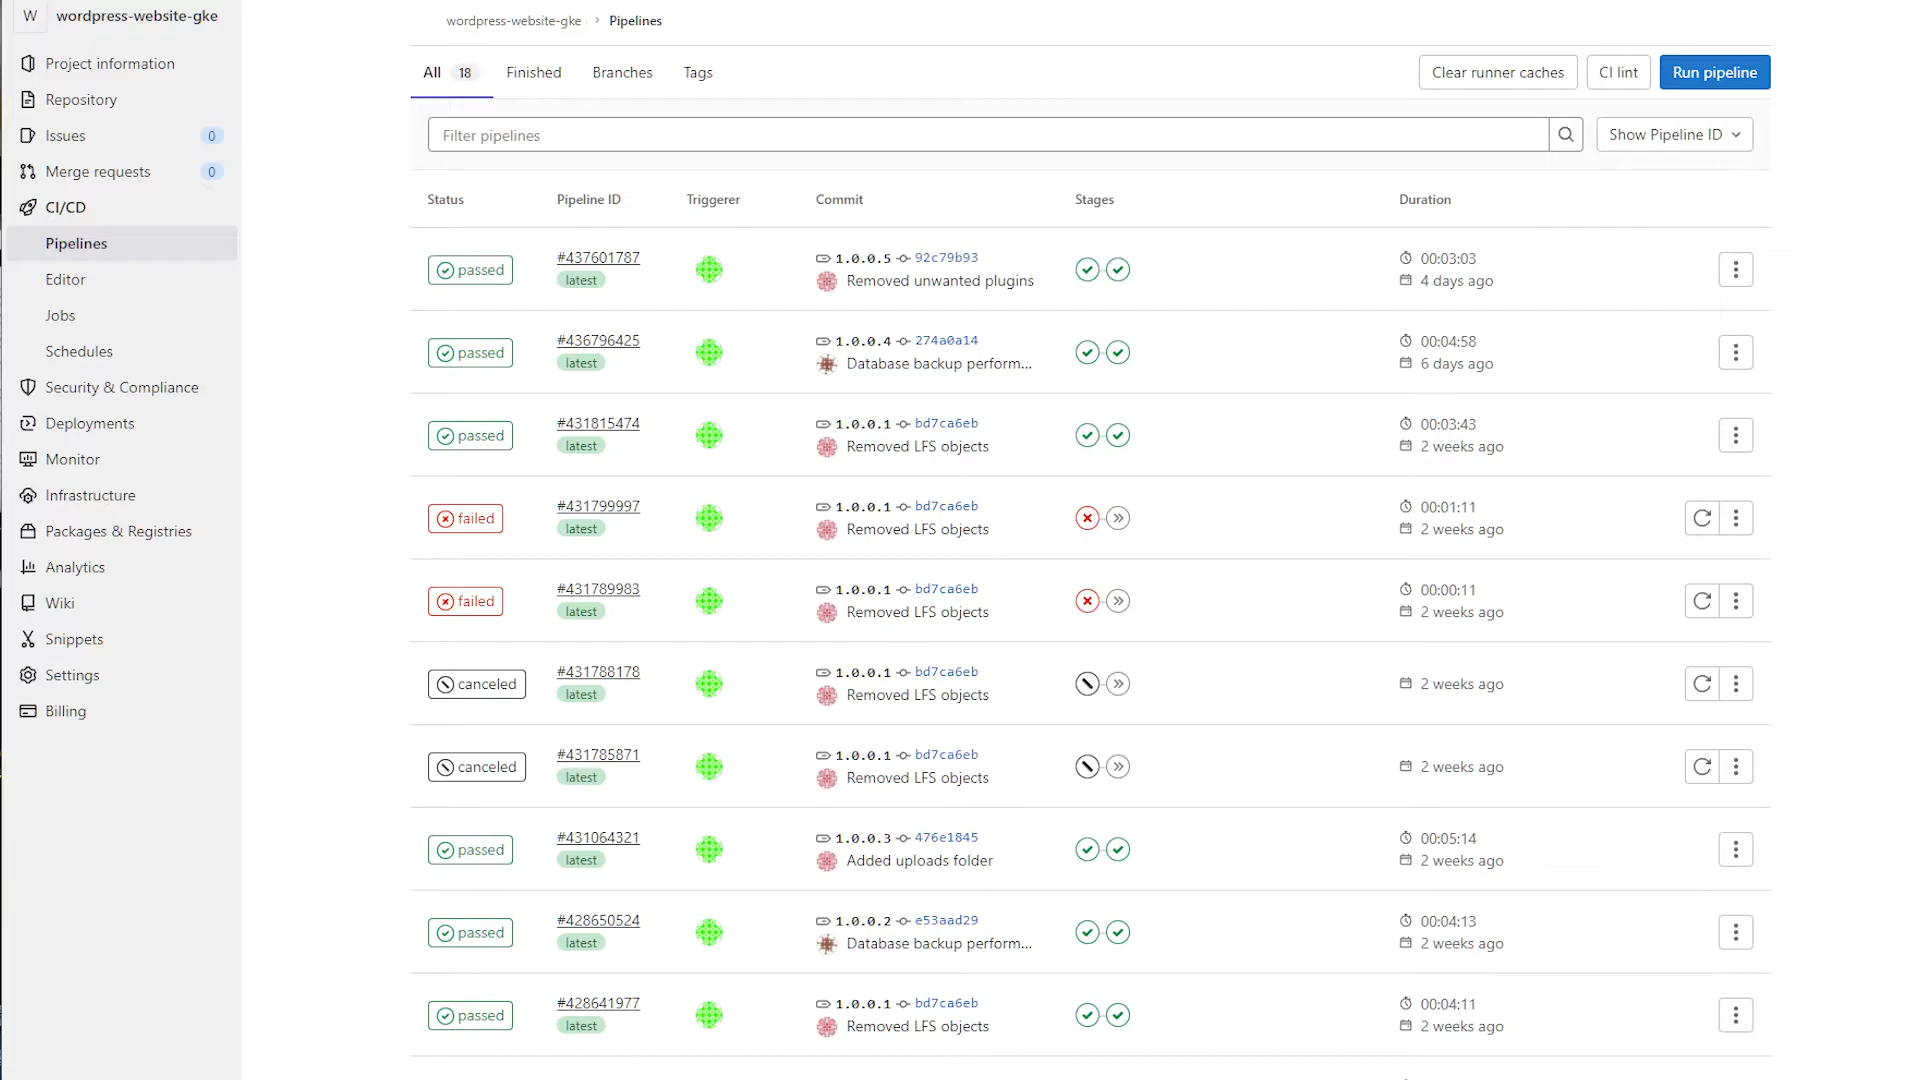 W wordpress-website-gke
Project information
Repository
Issues 0
Merge requests 0
CI/CD
Pipelines
Editor
Jobs
Schedules
Security & Compliance
Deployments
Monitor
Infrastructure
Packages & Registries
Analytics
Wiki
Snippets
Settings
Billing
wordpress-website-gke › Pipelines
All 18 Finished Branches Tags Clear runner caches CI lint Run pipeline
Filter pipelines Show Pipeline ID
Status Pipeline ID Triggerer Commit Stages Duration
passed #437601787 1.0.0.5 92c79b93 00:03:03
latest Removed unwanted plugins 4 days ago
passed #436796425 1.0.0.4 274a0a14 00:04:58
latest Database backup perform... 6 days ago
passed #431815474 1.0.0.1 bd7ca6eb 00:03:43
latest Removed LFS objects 2 weeks ago
failed #431799997 1.0.0.1 bd7ca6eb 00:01:11
latest Removed LFS objects 2 weeks ago
failed #431789983 1.0.0.1 bd7ca6eb 00:00:11
latest Removed LFS objects 2 weeks ago
canceled #431788178 1.0.0.1 bd7ca6eb 2 weeks ago
latest Removed LFS objects
canceled #431785871 1.0.0.1 bd7ca6eb 2 weeks ago
latest Removed LFS objects
passed #431064321 1.0.0.3 476e1845 00:05:14
latest Added uploads folder 2 weeks ago
passed #428650524 1.0.0.2 e53aad29 00:04:13
latest Database backup perform... 2 weeks ago
passed #428641977 1.0.0.1 bd7ca6eb 00:04:11
latest Removed LFS objects 2 weeks ago